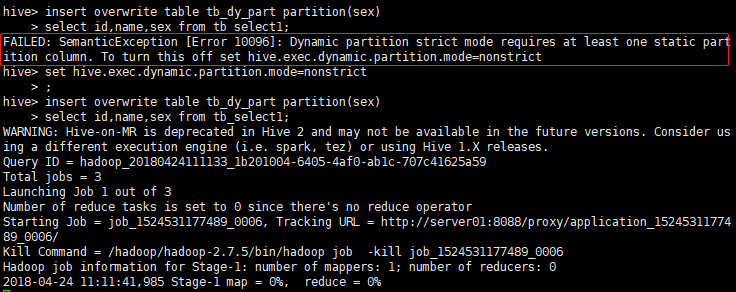 hive> insert overwrite table tb_dy_part partition(sex)
    > select id,name,sex from tb_select1;
FAILED: SemanticException [Error 10096]: Dynamic partition strict mode requires at least one static part
ition column. To turn this off set hive.exec.dynamic.partition.mode=nonstrict
hive> set hive.exec.dynamic.partition.mode=nonstrict
    > ;
hive> insert overwrite table tb_dy_part partition(sex)
    > select id,name,sex from tb_select1;
WARNING: Hive-on-MR is deprecated in Hive 2 and may not be available in the future versions. Consider us
ing a different execution engine (i.e. spark, tez) or using Hive 1.X releases.
Query ID = hadoop_20180424111133_1b201004-6405-4af0-ab1c-707c41625a59
Total jobs = 3
Launching Job 1 out of 3
Number of reduce tasks is set to 0 since there's no reduce operator
Starting Job = job_1524531177489_0006, Tracking URL = http://server01:8088/proxy/application_15245311774
89_0006/
Kill Command = /hadoop/hadoop-2.7.5/bin/hadoop job  -kill job_1524531177489_0006
Hadoop job information for Stage-1: number of mappers: 1; number of reducers: 0
2018-04-24 11:11:41,985 Stage-1 map = 0%,  reduce = 0%